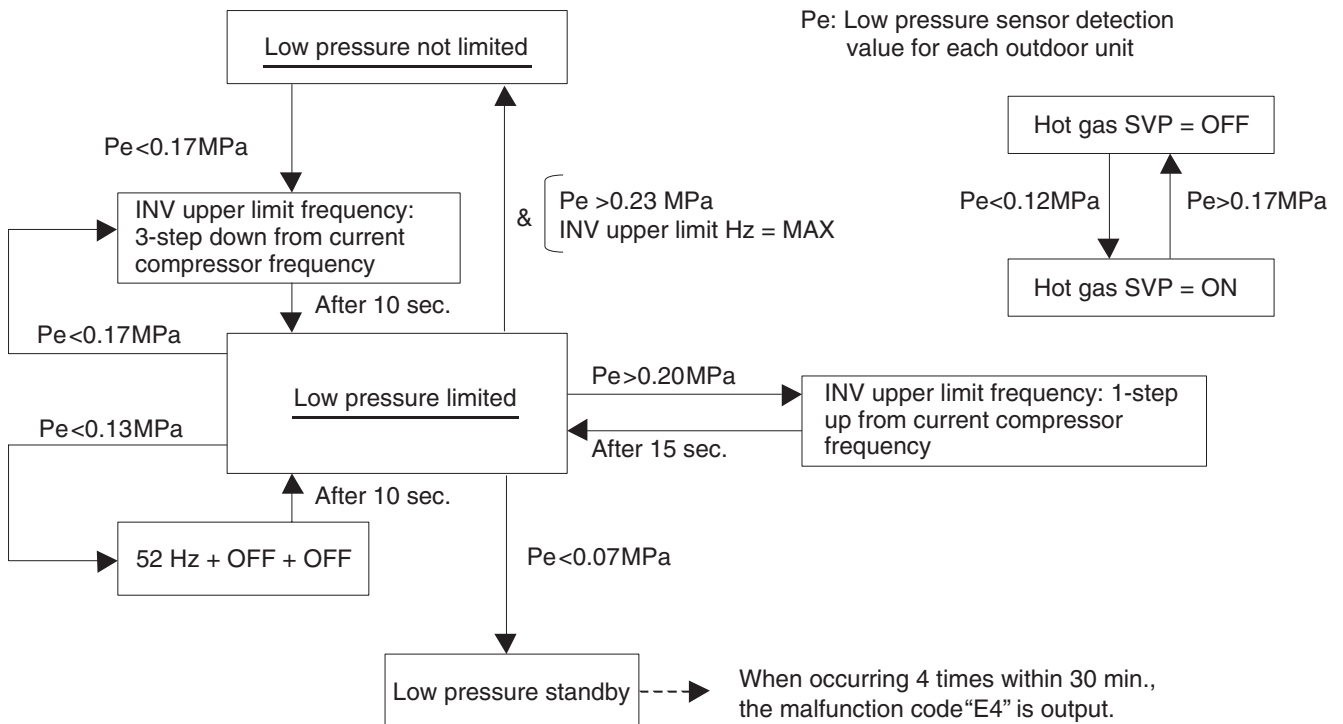 Low pressure not limited
Pe: Low pressure sensor detection
value for each outdoor unit
Pe<0.17MPa
&
Pe >0.23 MPa
INV upper limit Hz = MAX
Hot gas SVP = OFF
Pe<0.12MPa
Pe>0.17MPa
Hot gas SVP = ON
INV upper limit frequency:
3-step down from current
compressor frequency
After 10 sec.
Pe<0.17MPa
Low pressure limited
Pe>0.20MPa
After 15 sec.
INV upper limit frequency: 1-step
up from current compressor
frequency
Pe<0.13MPa
After 10 sec.
52 Hz + OFF + OFF
Pe<0.07MPa
Low pressure standby
When occurring 4 times within 30 min.,
the malfunction code“E4” is output.